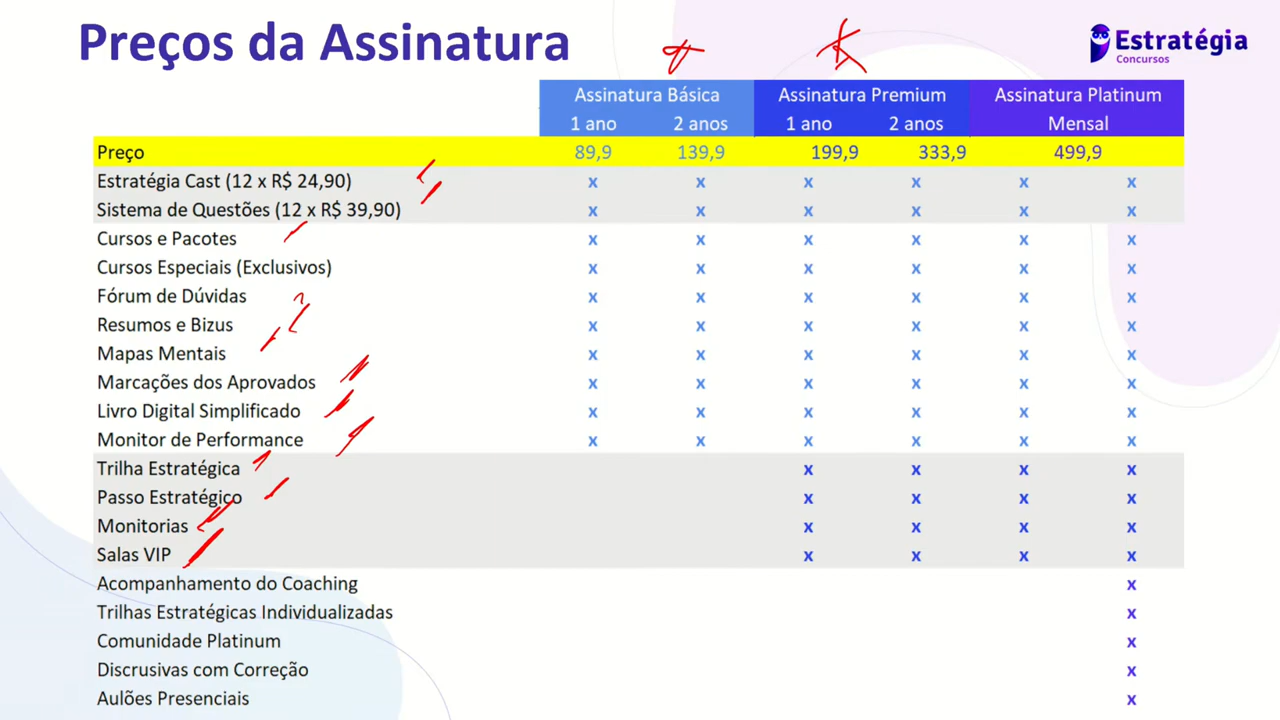 Preços da Assinatura
Estratégia
Concursos
Assinatura Básica Assinatura Premium Assinatura Platinum
1 ano 2 anos 1 ano 2 anos Mensal
Preço 89,9 139,9 199,9 333,9 499,9
Estratégia Cast (12 x R$ 24,90) x x x x x x
Sistema de Questões (12 x R$ 39,90) x x x x x x
Cursos e Pacotes x x x x x x
Cursos Especiais (Exclusivos) x x x x x x
Fórum de Dúvidas x x x x x x
Resumos e Bizus x x x x x x
Mapas Mentais x x x x x x
Marcações dos Aprovados x x x x x x
Livro Digital Simplificado x x x x x x
Monitor de Performance x x x x x x
Trilha Estratégica x x x x
Passo Estratégico x x x x
Monitorias x x x x
Salas VIP x x x x
Acompanhamento do Coaching x
Trilhas Estratégicas Individualizadas x
Comunidade Platinum x
Discrusivas com Correção x
Aulões Presenciais x